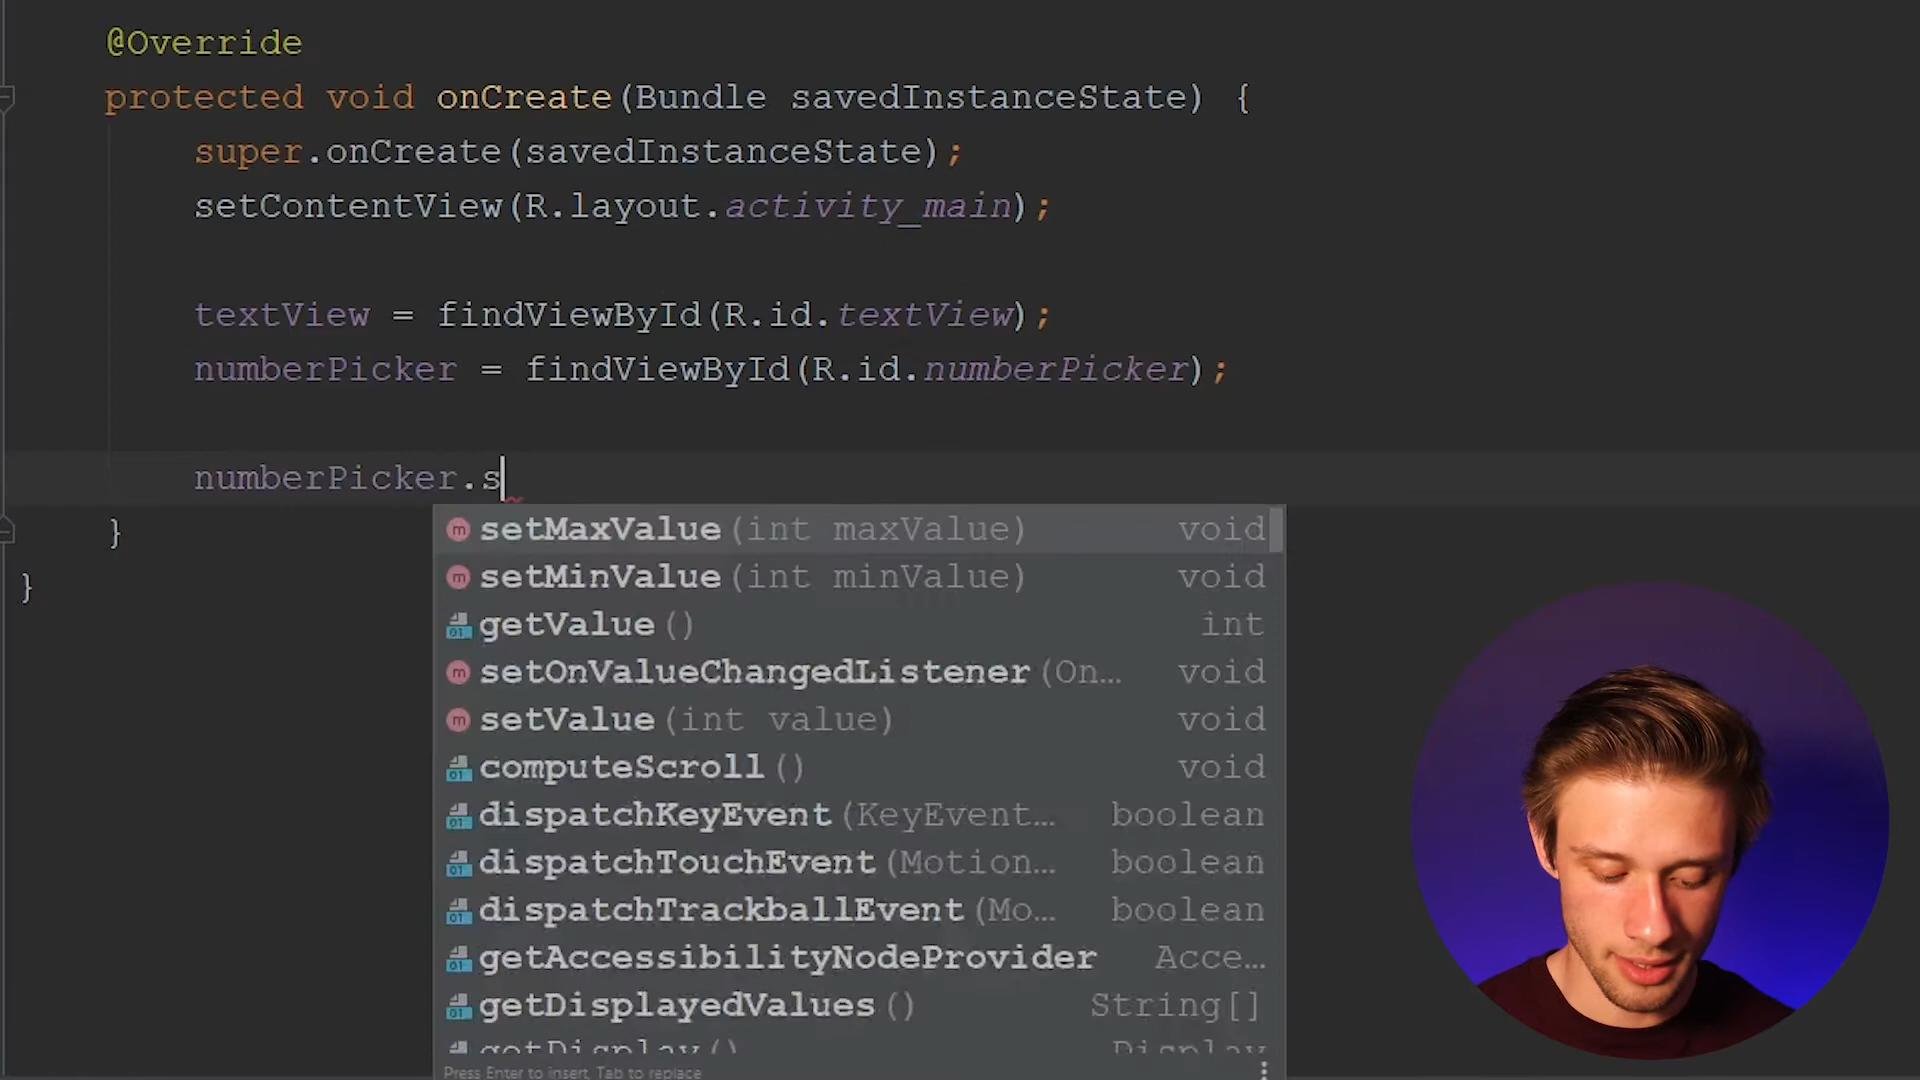 @Override
protected void onCreate(Bundle savedInstanceState) {
super.onCreate(savedInstanceState);
setContentView(R.layout.activity_main);
textView = findViewById(R.id.textView);
numberPicker = findViewById(R.id.numberPicker);
numberPicker.s
}
}
setMaxValue(int maxValue) void
setMinValue(int minValue) void
getValue() int
setOnValueChangedListener(On… void
setValue(int value) void
computeScroll() void
dispatchKeyEvent(KeyEvent… boolean
dispatchTouchEvent(Motion… boolean
dispatchTrackballEvent(Mo… boolean
getAccessibilityNodeProvider Acce…
getDisplayedValues() String[]
getDisplay() Display
Press Enter to insert, Tab to replace